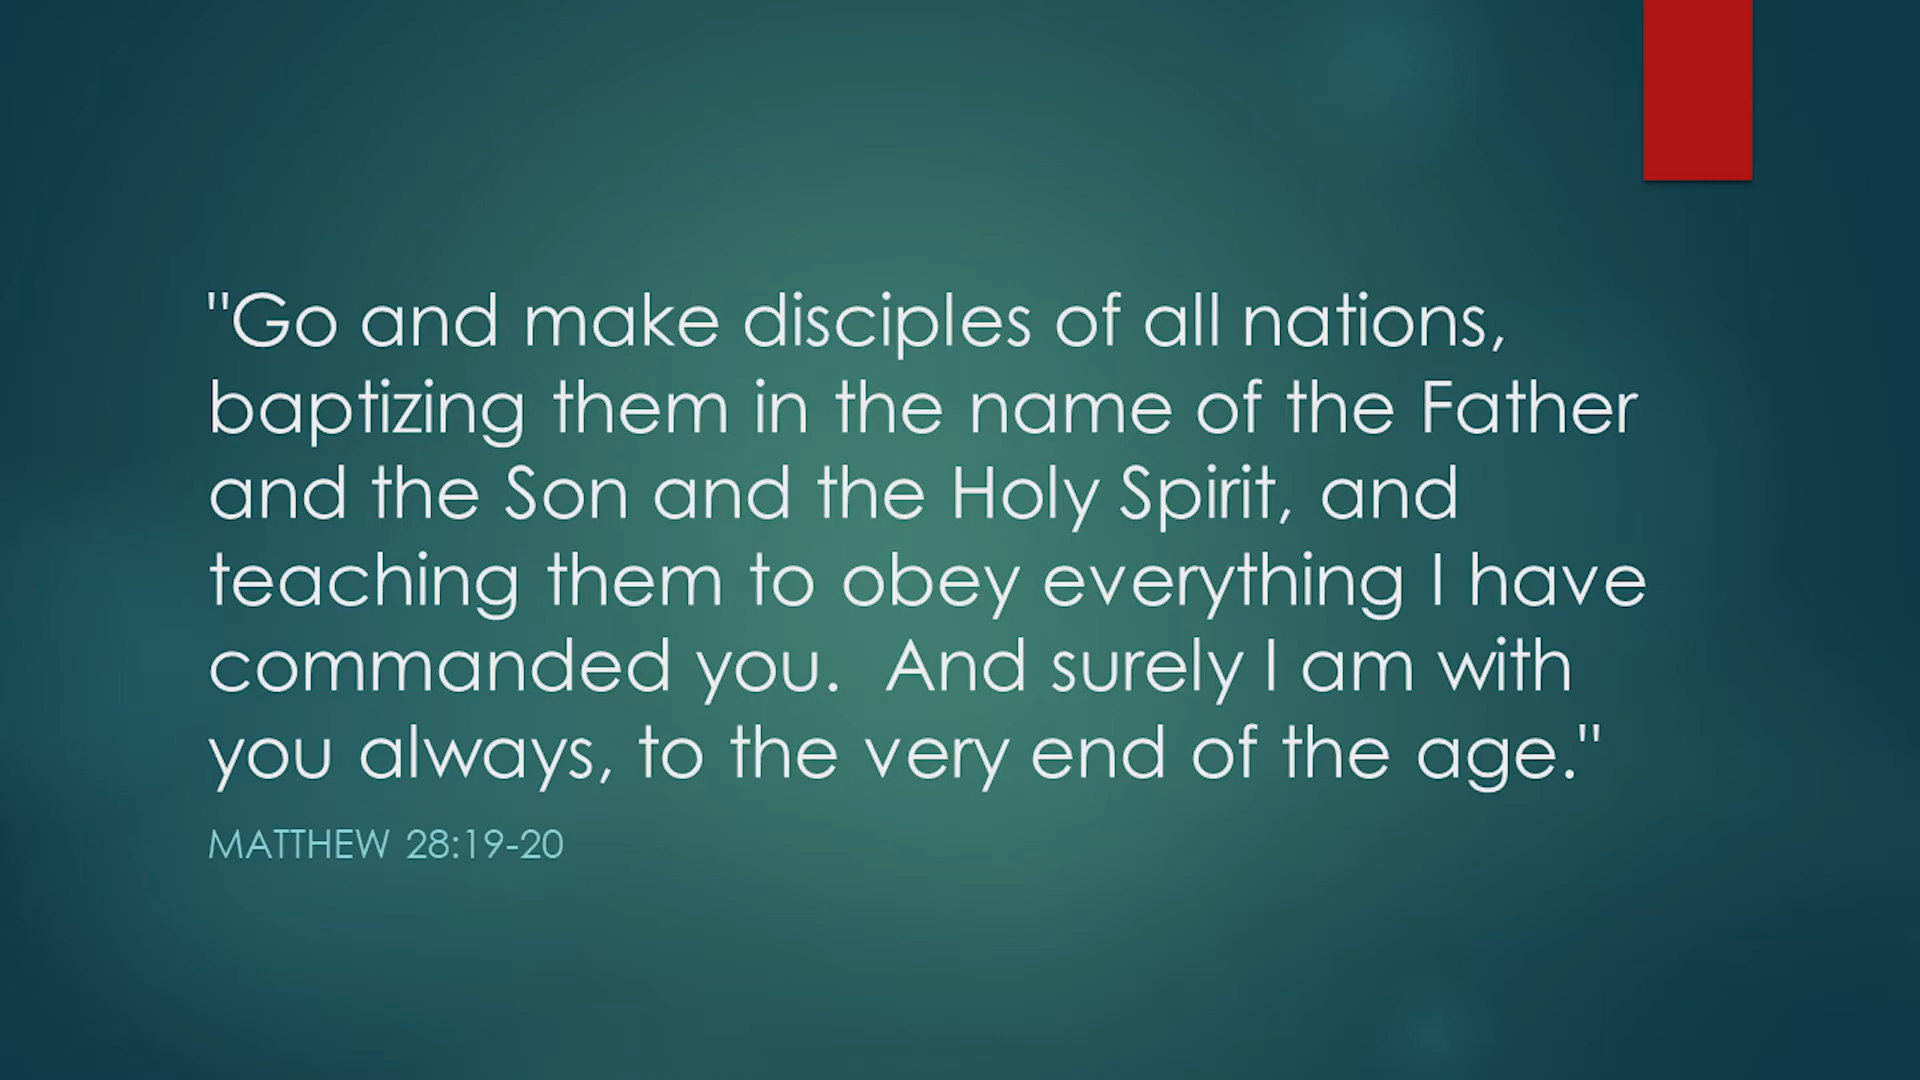 "Go and make disciples of all nations,
baptizing them in the name of the Father
and the Son and the Holy Spirit, and
teaching them to obey everything I have
commanded you.  And surely I am with
you always, to the very end of the age."
MATTHEW 28:19-20